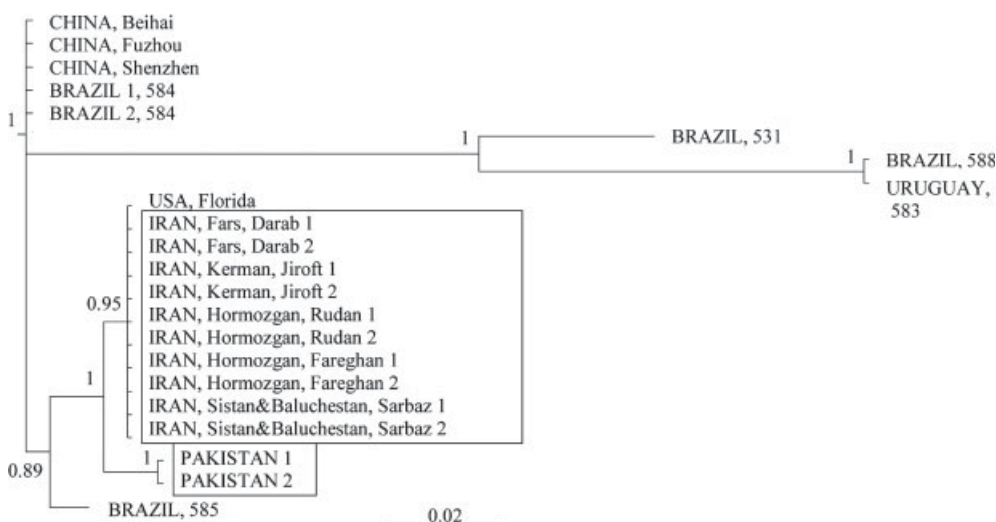 CHINA, Beihai
CHINA, Fuzhou
CHINA, Shenzhen
BRAZIL 1, 584
BRAZIL 2, 584
1
1
BRAZIL, 531
1
BRAZIL, 588
URUGUAY,
583
USA, Florida
IRAN, Fars, Darab 1
IRAN, Fars, Darab 2
IRAN, Kerman, Jiroft 1
IRAN, Kerman, Jiroft 2
0.95
IRAN, Hormozgan, Rudan 1
IRAN, Hormozgan, Rudan 2
IRAN, Hormozgan, Fareghan 1
1
IRAN, Hormozgan, Fareghan 2
IRAN, Sistan&Baluchestan, Sarbaz 1
IRAN, Sistan&Baluchestan, Sarbaz 2
0.89
1
PAKISTAN 1
PAKISTAN 2
BRAZIL, 585
0.02